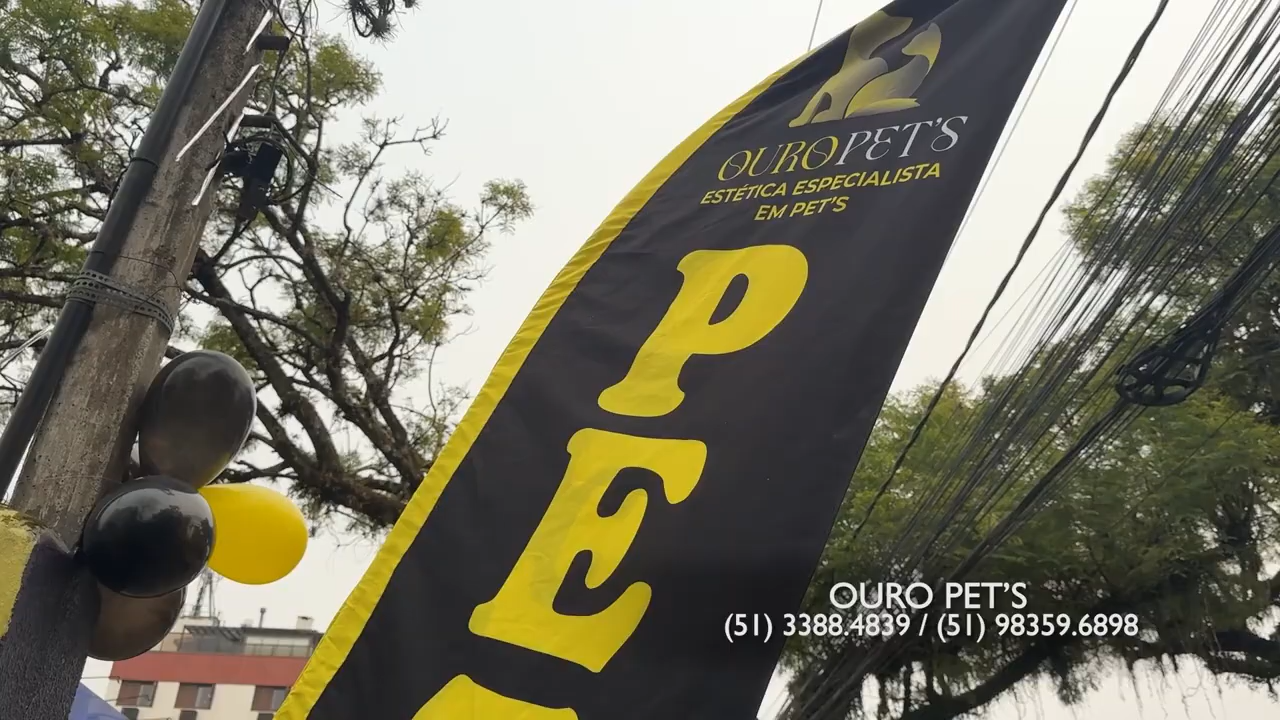 OUROPET'S
ESTÉTICA ESPECIALISTA
EM PET'S
P
E
OURO PET'S
(51) 3388.4839 / (51) 98359.6898